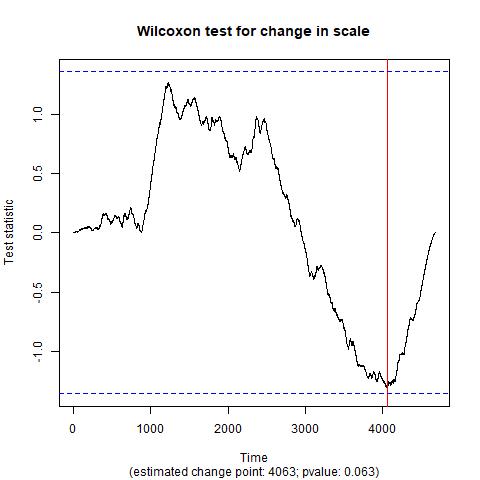 Wilcoxon test for change in scale
Test statistic
1.0
0.5
0.0
-0.5
-1.0
0
1000
2000
3000
4000
Time
(estimated change point: 4063; pvalue: 0.063)